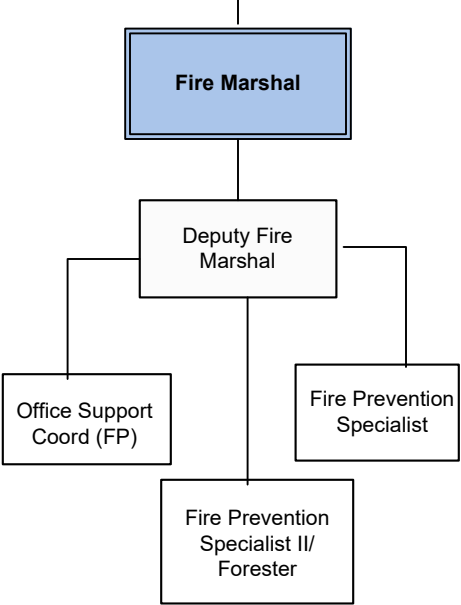 Fire Marshal
Deputy Fire
Marshal
Office Support
Coord (FP)
Fire Prevention
Specialist
Fire Prevention
Specialist II/
Forester